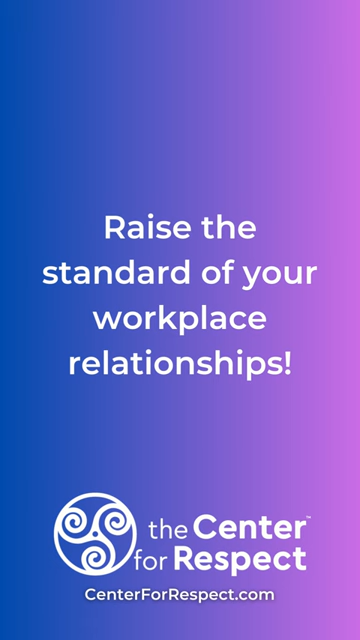 Raise the
standard of your
workplace
relationships!
the Center™
for Respect
CenterForRespect.com